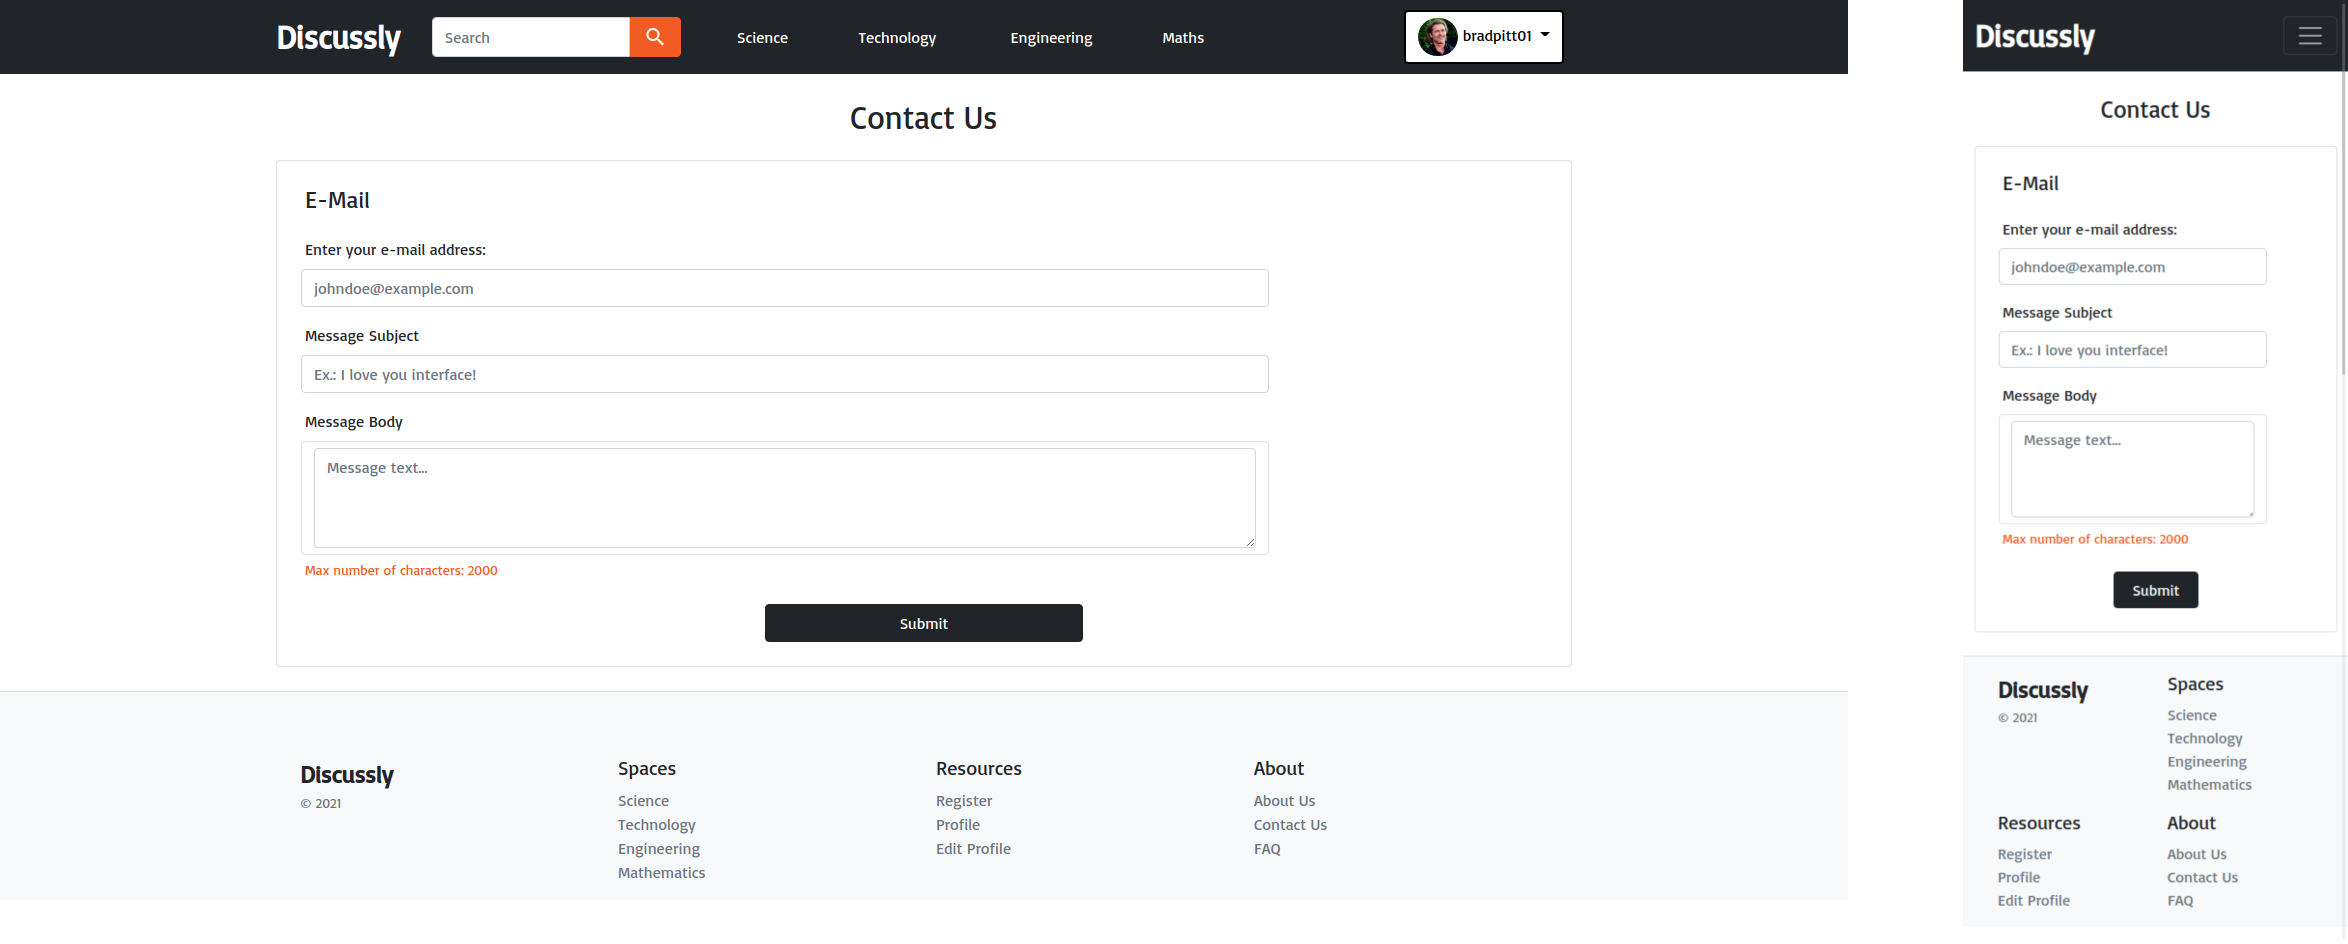 Discussly
Search
Science
Technology
Engineering
Maths
bradpitt01
Contact Us
E-Mail
Enter your e-mail address:
johndoe@example.com
Message Subject
Ex.: I love you interface!
Message Body
Message text...
Max number of characters: 2000
Submit
Discussly
© 2021
Spaces
Science
Technology
Engineering
Mathematics
Resources
Register
Profile
Edit Profile
About
About Us
Contact Us
FAQ
Discussly
Contact Us
E-Mail
Enter your e-mail address:
johndoe@example.com
Message Subject
Ex.: I love you interface!
Message Body
Message text...
Max number of characters: 2000
Submit
Discussly
© 2021
Spaces
Science
Technology
Engineering
Mathematics
Resources
Register
Profile
Edit Profile
About
About Us
Contact Us
FAQ